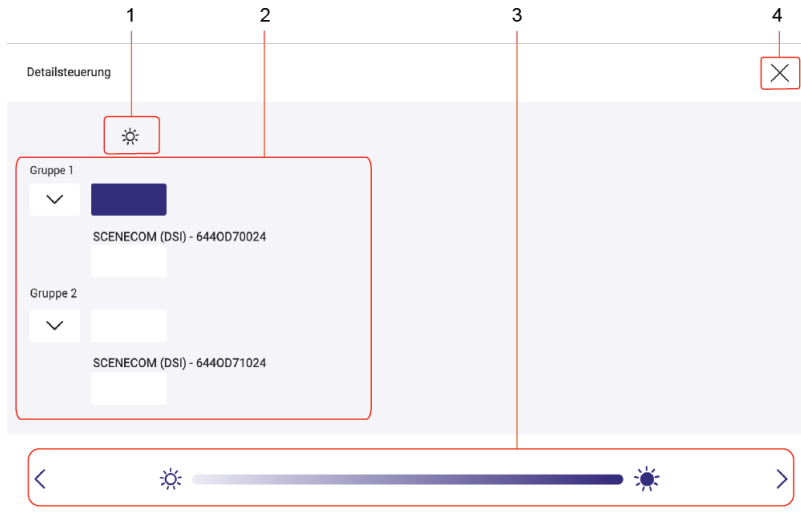 1 2 3 4
Detailsteuerung
Gruppe 1
SCENECOM (DSI) - 644OD70024
Gruppe 2
SCENECOM (DSI) - 644OD71024